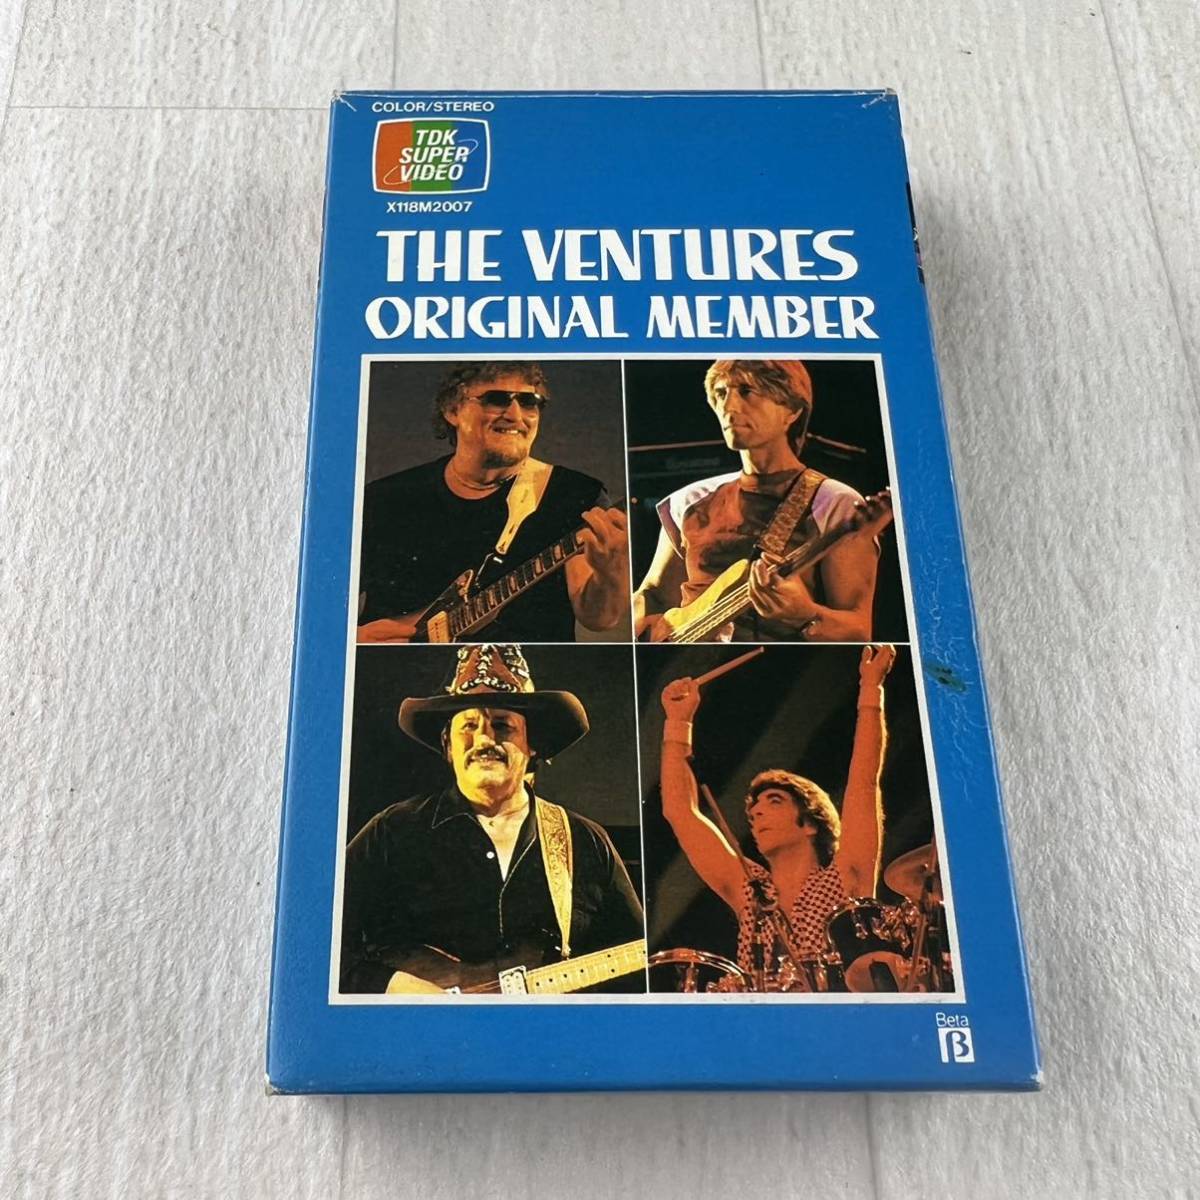 COLOR/STEREO
TDK
SUPER
VIDEO
X118M2007
THE VENTURES
ORIGINAL MEMBER
Beta
β